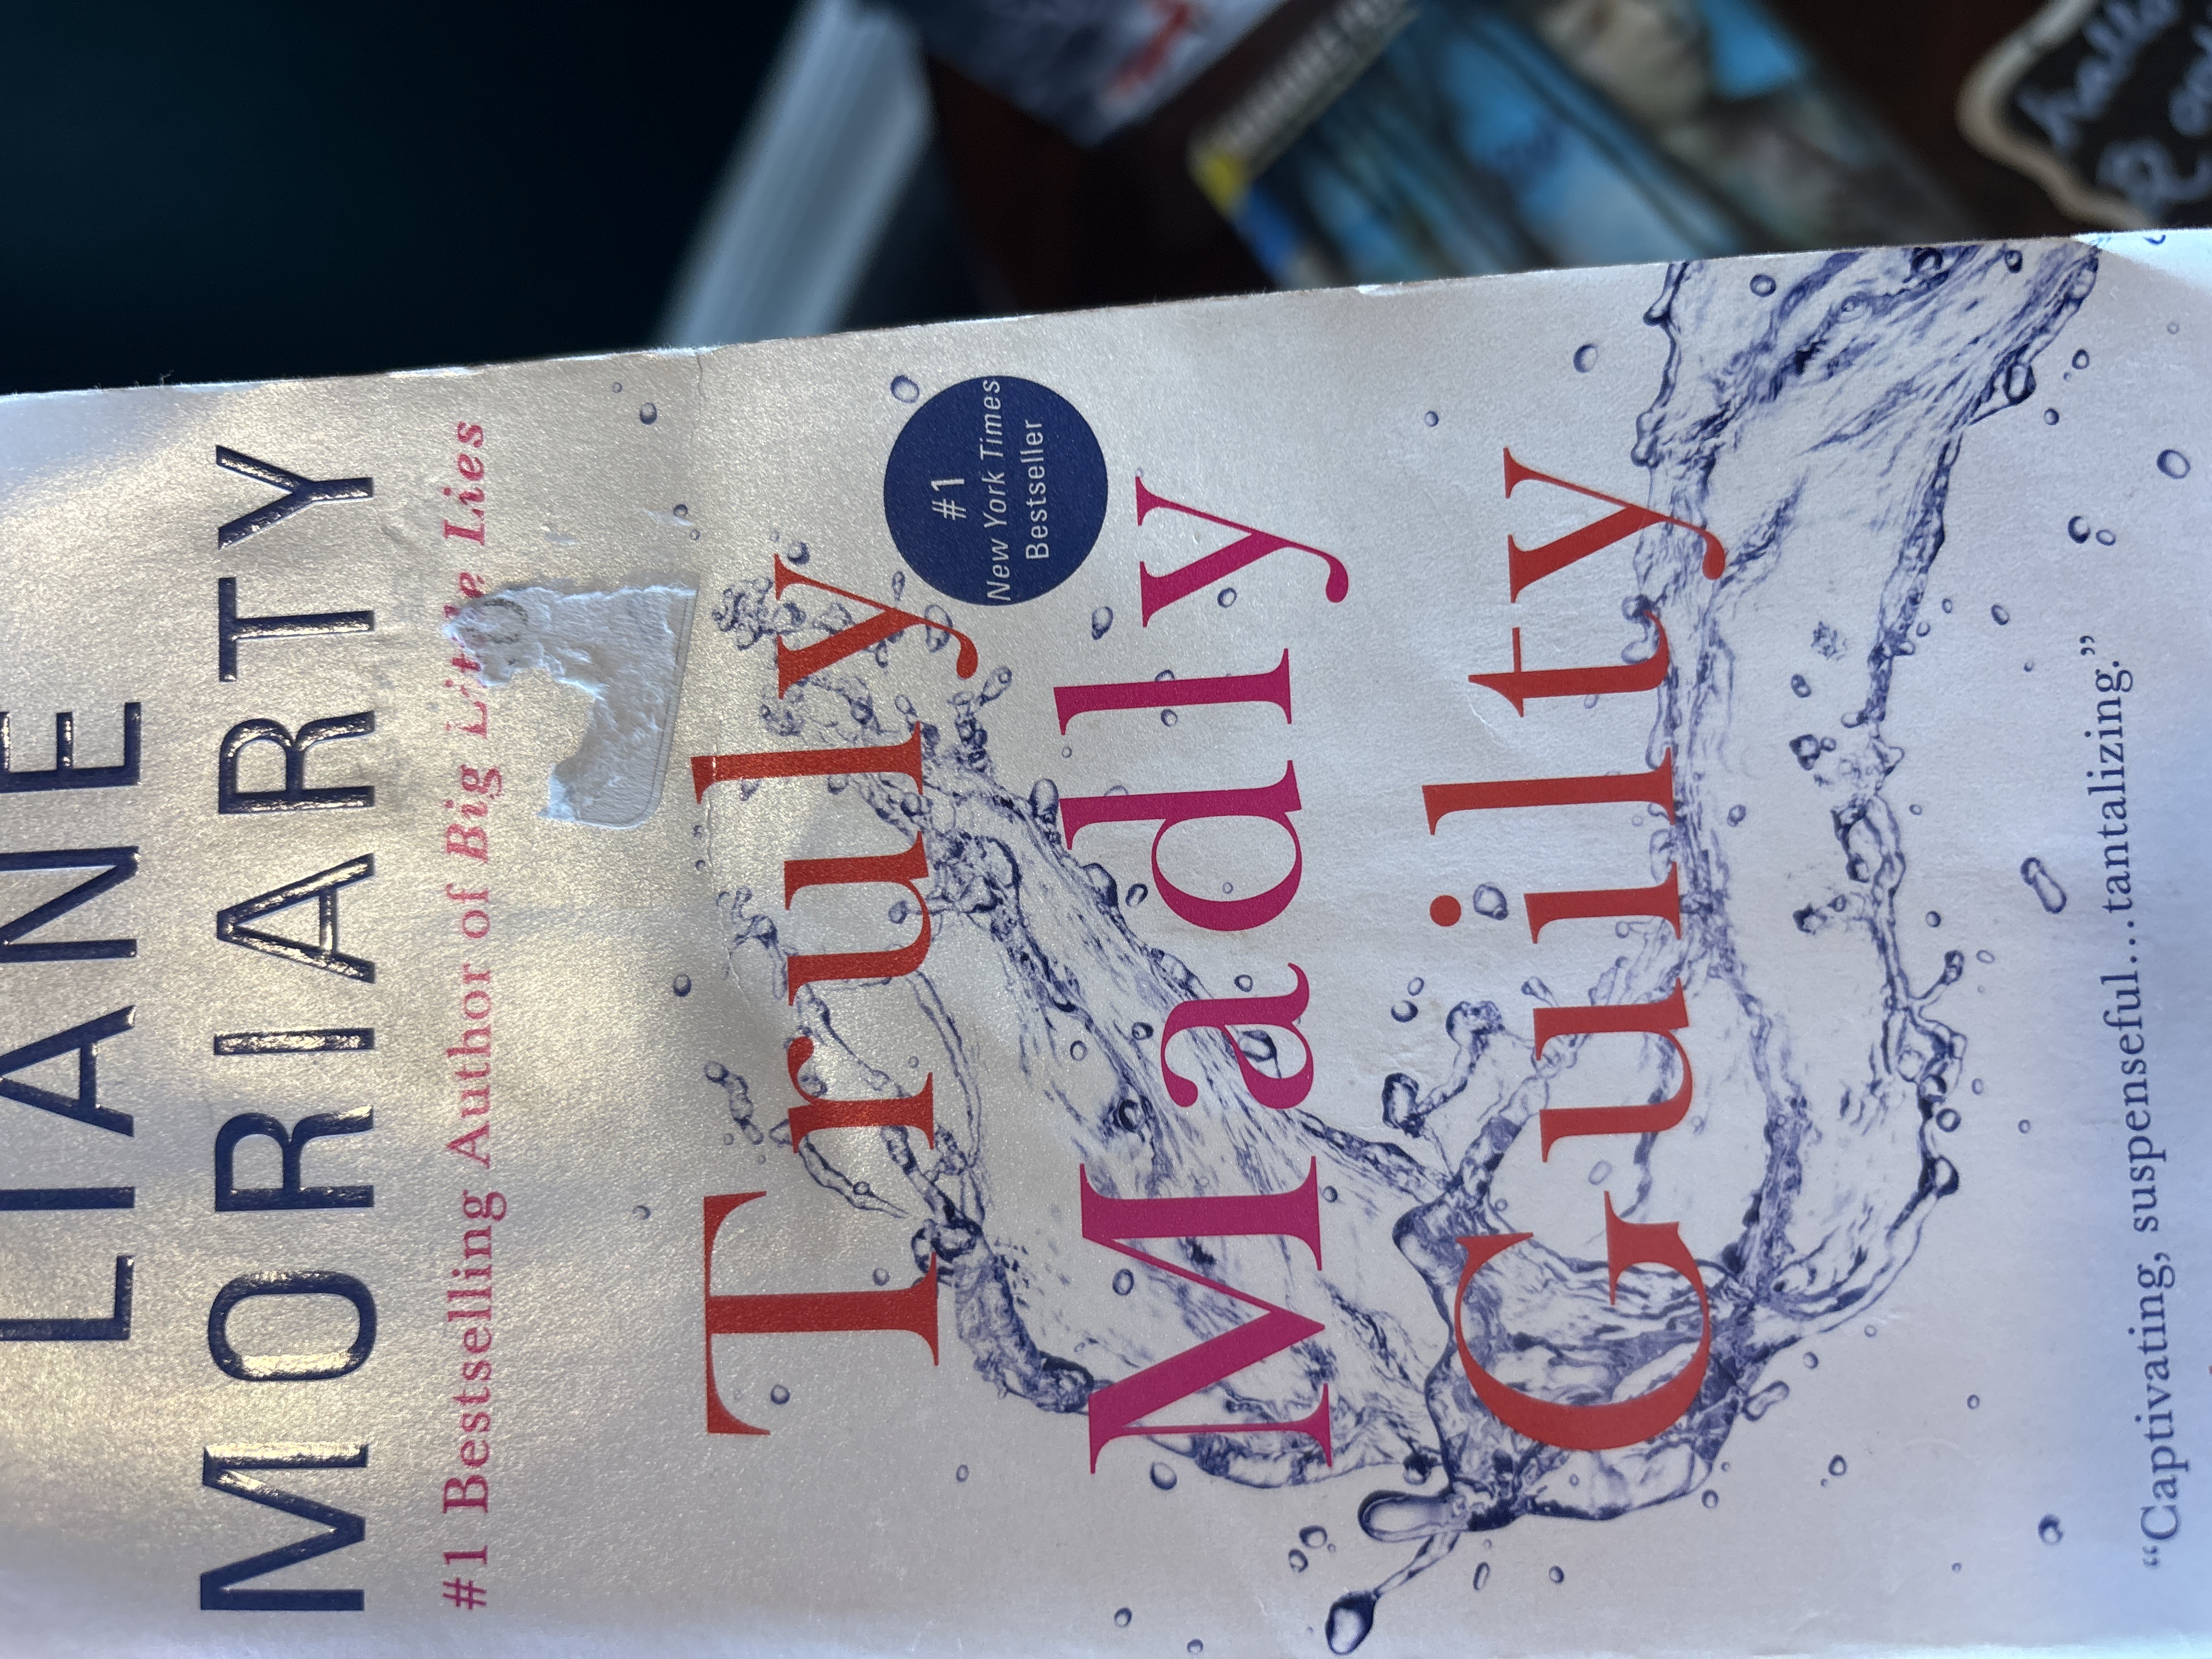 LIANE
MORIARTY
#1 Bestselling Author of Big Little Lies
#1
New York Times
Bestseller
Truly
Madly
Guilty
“Captivating, suspenseful...tantalizing.”